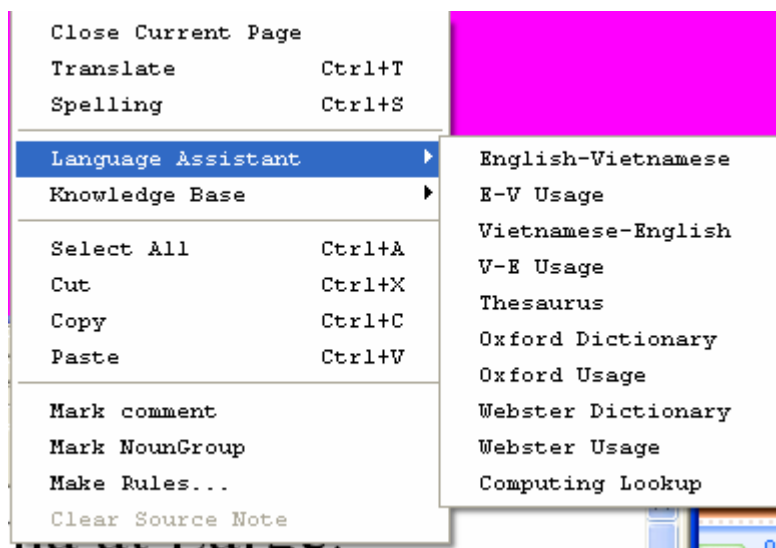 Close Current Page
Translate Ctrl+T
Spelling Ctrl+S
Language Assistant
Knowledge Base
Select All Ctrl+A
Cut Ctrl+X
Copy Ctrl+C
Paste Ctrl+V
Mark comment
Mark NounGroup
Make Rules...
Clear Source Note
English-Vietnamese
E-V Usage
Vietnamese-English
V-E Usage
Thesaurus
Oxford Dictionary
Oxford Usage
Webster Dictionary
Webster Usage
Computing Lookup